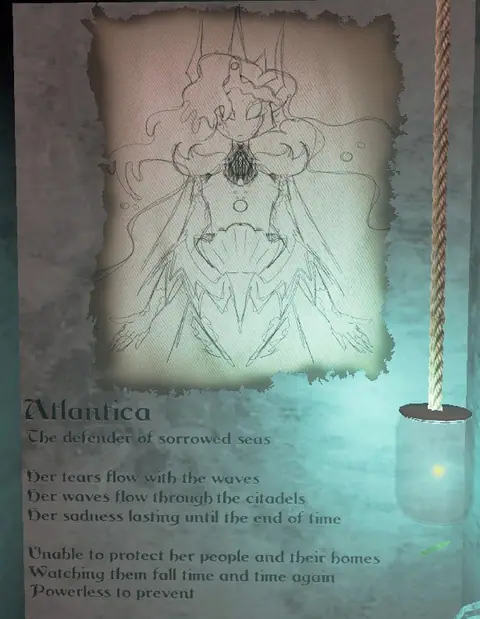 Atlantica
The defender of sorrowed seas
Her tears flow with the waves
Her waves flow through the citadels
Her sadness lasting until the end of time
Unable to protect her people and their homes
Watching them fall time and time again
Powerless to prevent